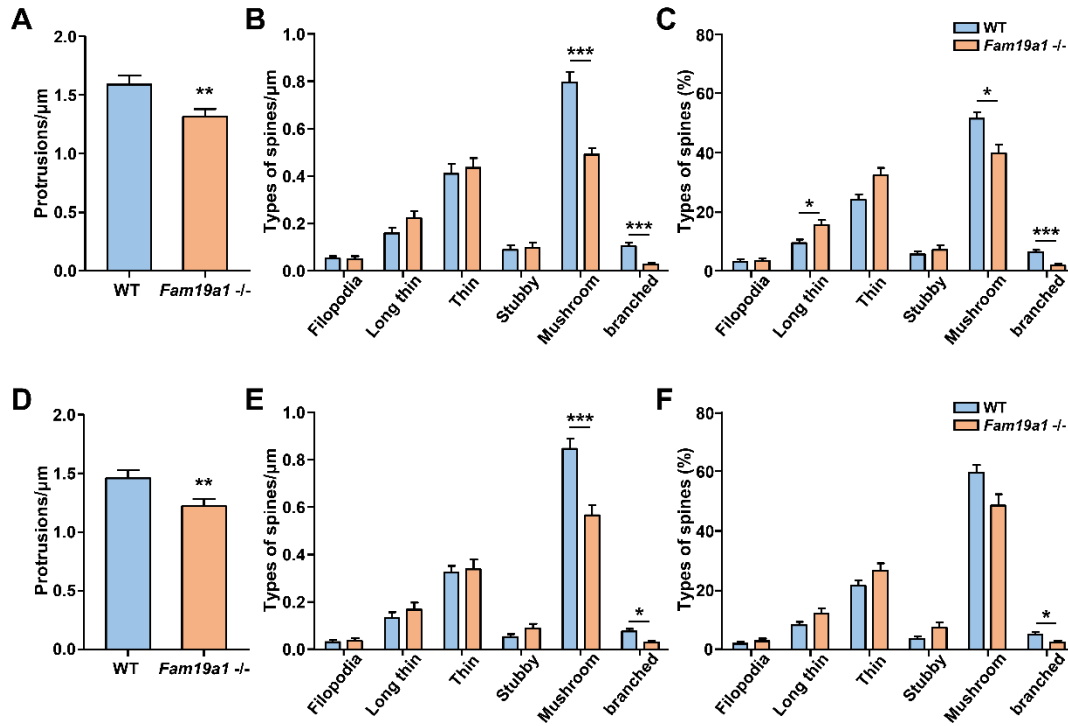 A
Protrusions/µm
2.0
1.5
1.0
0.5
0.0
**
WT
Fam19a1 -/-
B
Types of spines/µm
1.0
0.8
0.6
0.4
0.2
0.0
***
***
Filopodia
Long thin
Thin
Stubby
Mushroom
branched
C
WT
Fam19a1 -/-
Types of spines (%)
80
60
40
20
0
*
*
***
Filopodia
Long thin
Thin
Stubby
Mushroom
branched
D
Protrusions/µm
2.0
1.5
1.0
0.5
0.0
**
WT
Fam19a1 -/-
E
Types of spines/µm
1.0
0.8
0.6
0.4
0.2
0.0
***
*
Filopodia
Long thin
Thin
Stubby
Mushroom
branched
F
WT
Fam19a1 -/-
Types of spines (%)
80
60
40
20
0
*
Filopodia
Long thin
Thin
Stubby
Mushroom
branched